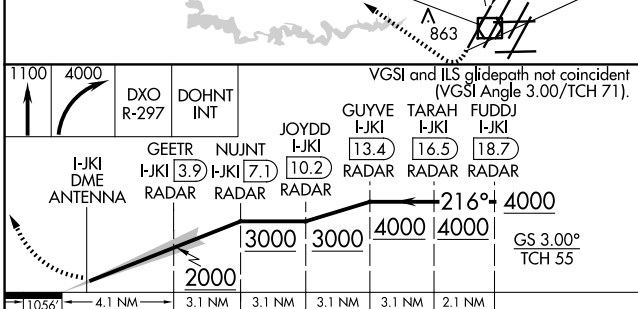 863
VGSI and ILS glidepath not coincident
(VGSI Angle 3.00/TCH 71).
1100
4000
DXO
R-297
DOHNT
INT
I-JKI
DME
ANTENNA
GEETR
I-JKI 3.9
RADAR
NUJNT
I-JKI 7.1
RADAR
JOYDD
I-JKI
10.2
RADAR
GUYVE
I-JKI
13.4
RADAR
TARAH
I-JKI
16.5
RADAR
FUDDJ
I-JKI
18.7
RADAR
216°
4000
2000
3000
3000
4000
4000
GS 3.00°
TCH 55
1056'
4.1 NM
3.1 NM
3.1 NM
3.1 NM
3.1 NM
2.1 NM